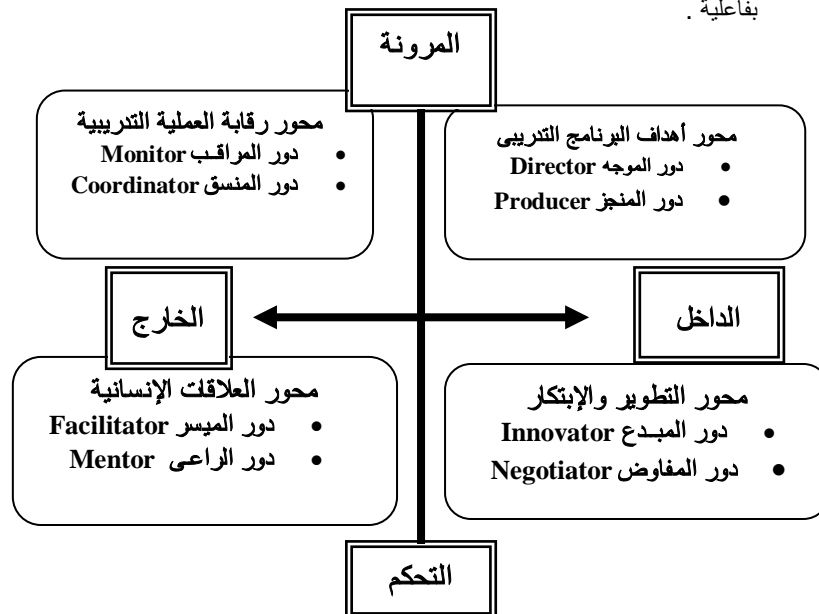 بفاعلية .
المرونة
محور أهداف البرنامج التدريبى
• دور الموجه Director
• دور المنجز Producer
محور رقابة العملية التدريبية
• دور المراقـب Monitor
• دور المنسق Coordinator
الداخل
الخارج
محور التطوير والإبتكار
• دور المبــدع Innovator
• دور المفاوض Negotiator
محور العلاقات الإنسانية
• دور الميسر Facilitator
• دور الراعى Mentor
التحكم